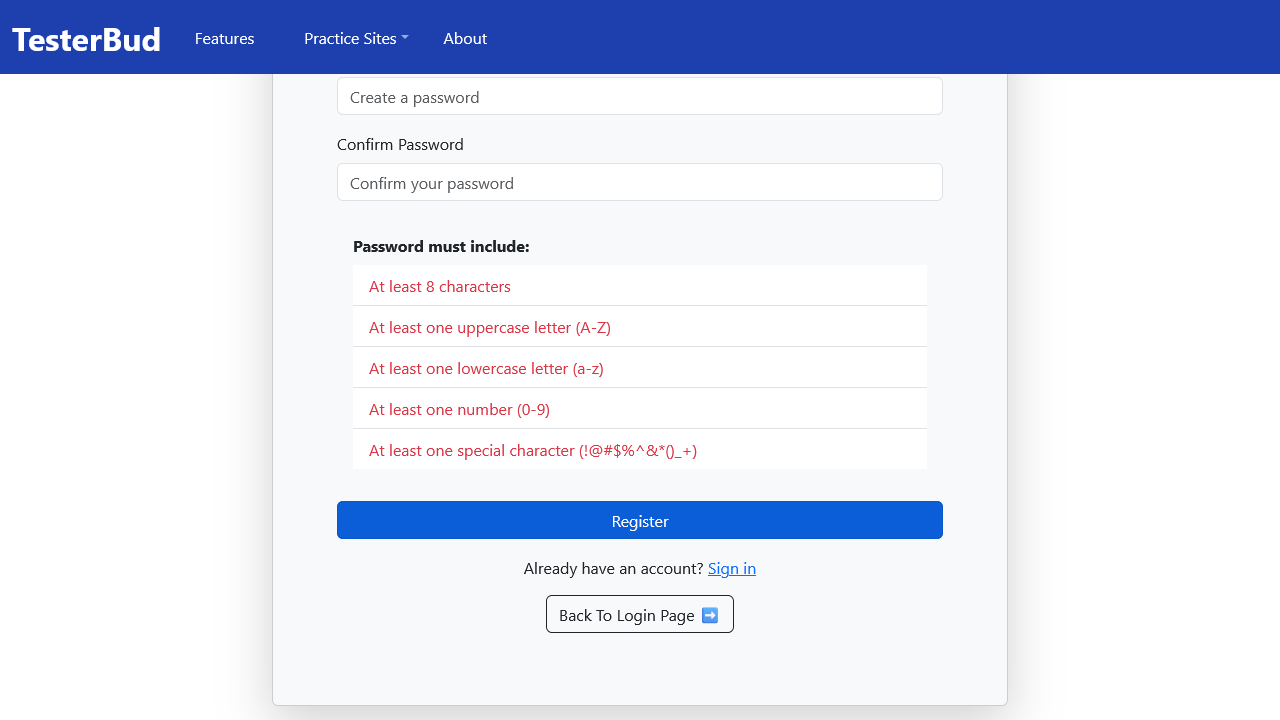 TesterBud Features Practice Sites About
Create a password
Confirm Password
Confirm your password
Password must include:
At least 8 characters
At least one uppercase letter (A-Z)
At least one lowercase letter (a-z)
At least one number (0-9)
At least one special character (!@#$%^&*()_+)
Register
Already have an account? Sign in
Back To Login Page ➡️